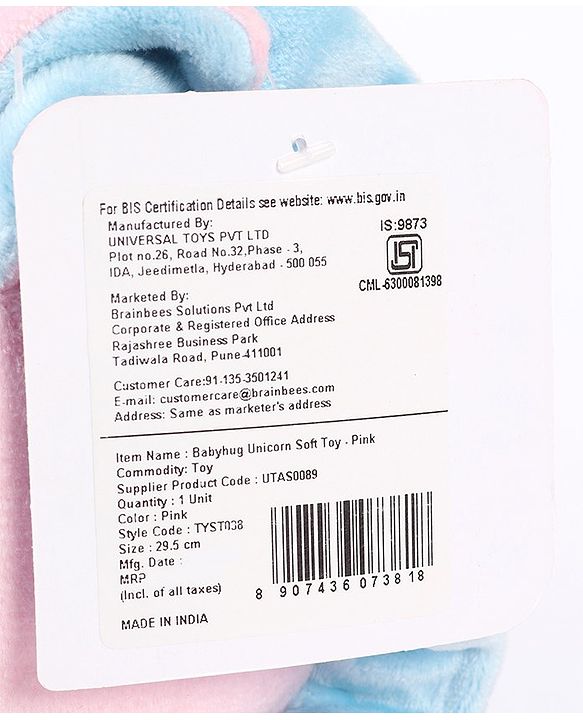 For BIS Certification Details see website: www.bis.gov.in
Manufactured By:
UNIVERSAL TOYS PVT LTD
Plot no.26, Road No.32,Phase - 3,
IDA, Jeedimetla, Hyderabad - 500 055
IS:9873
ISI
CML-6300081398
Marketed By:
Brainbees Solutions Pvt Ltd
Corporate & Registered Office Address
Rajashree Business Park
Tadiwala Road, Pune-411001
Customer Care:91-135-3501241
E-mail: customercare@brainbees.com
Address: Same as marketer's address
Item Name : Babyhug Unicorn Soft Toy - Pink
Commodity: Toy
Supplier Product Code : UTAS0089
Quantity : 1 Unit
Color : Pink
Style Code : TYST038
Size : 29.5 cm
Mfg. Date :
MRP
(Incl. of all taxes)
8 907436 073818
MADE IN INDIA